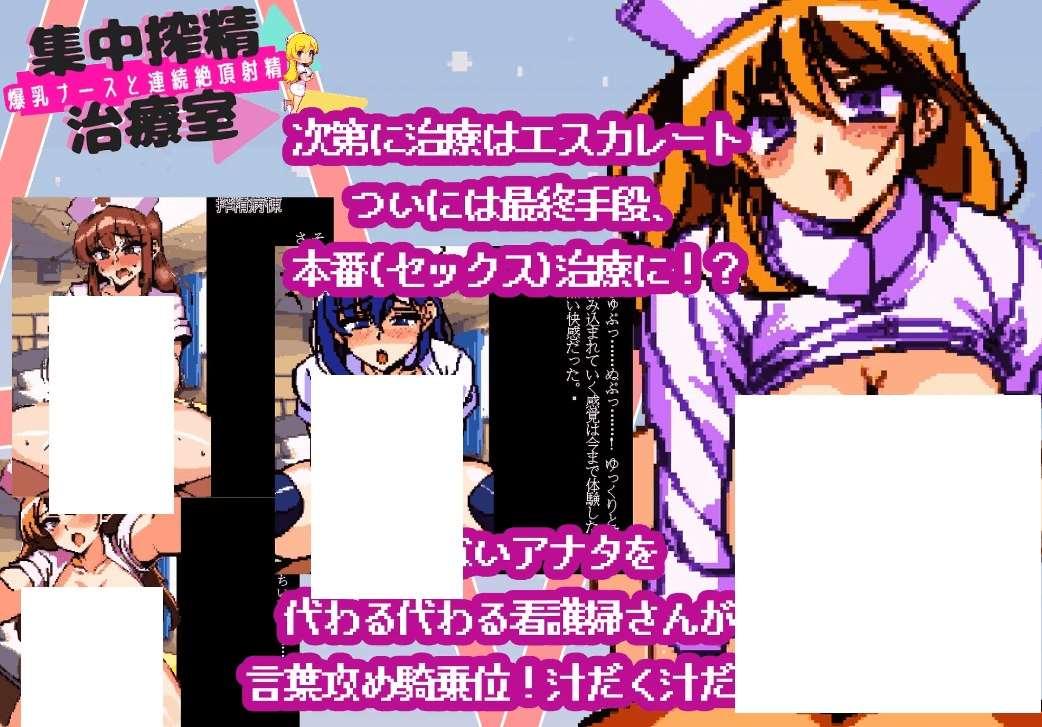 集中搾精
爆乳ナースと連続絶頂射精
治療室
次第に治療はエスカレート
ついには最終手段、
本番(セックス)治療に！？
搾精病棟
み込まれていく感覚は今まで体験した
い快感だった。
いアナタを
代わる代わる看護婦さんが
言葉攻め騎乗位！汁だく汁だ